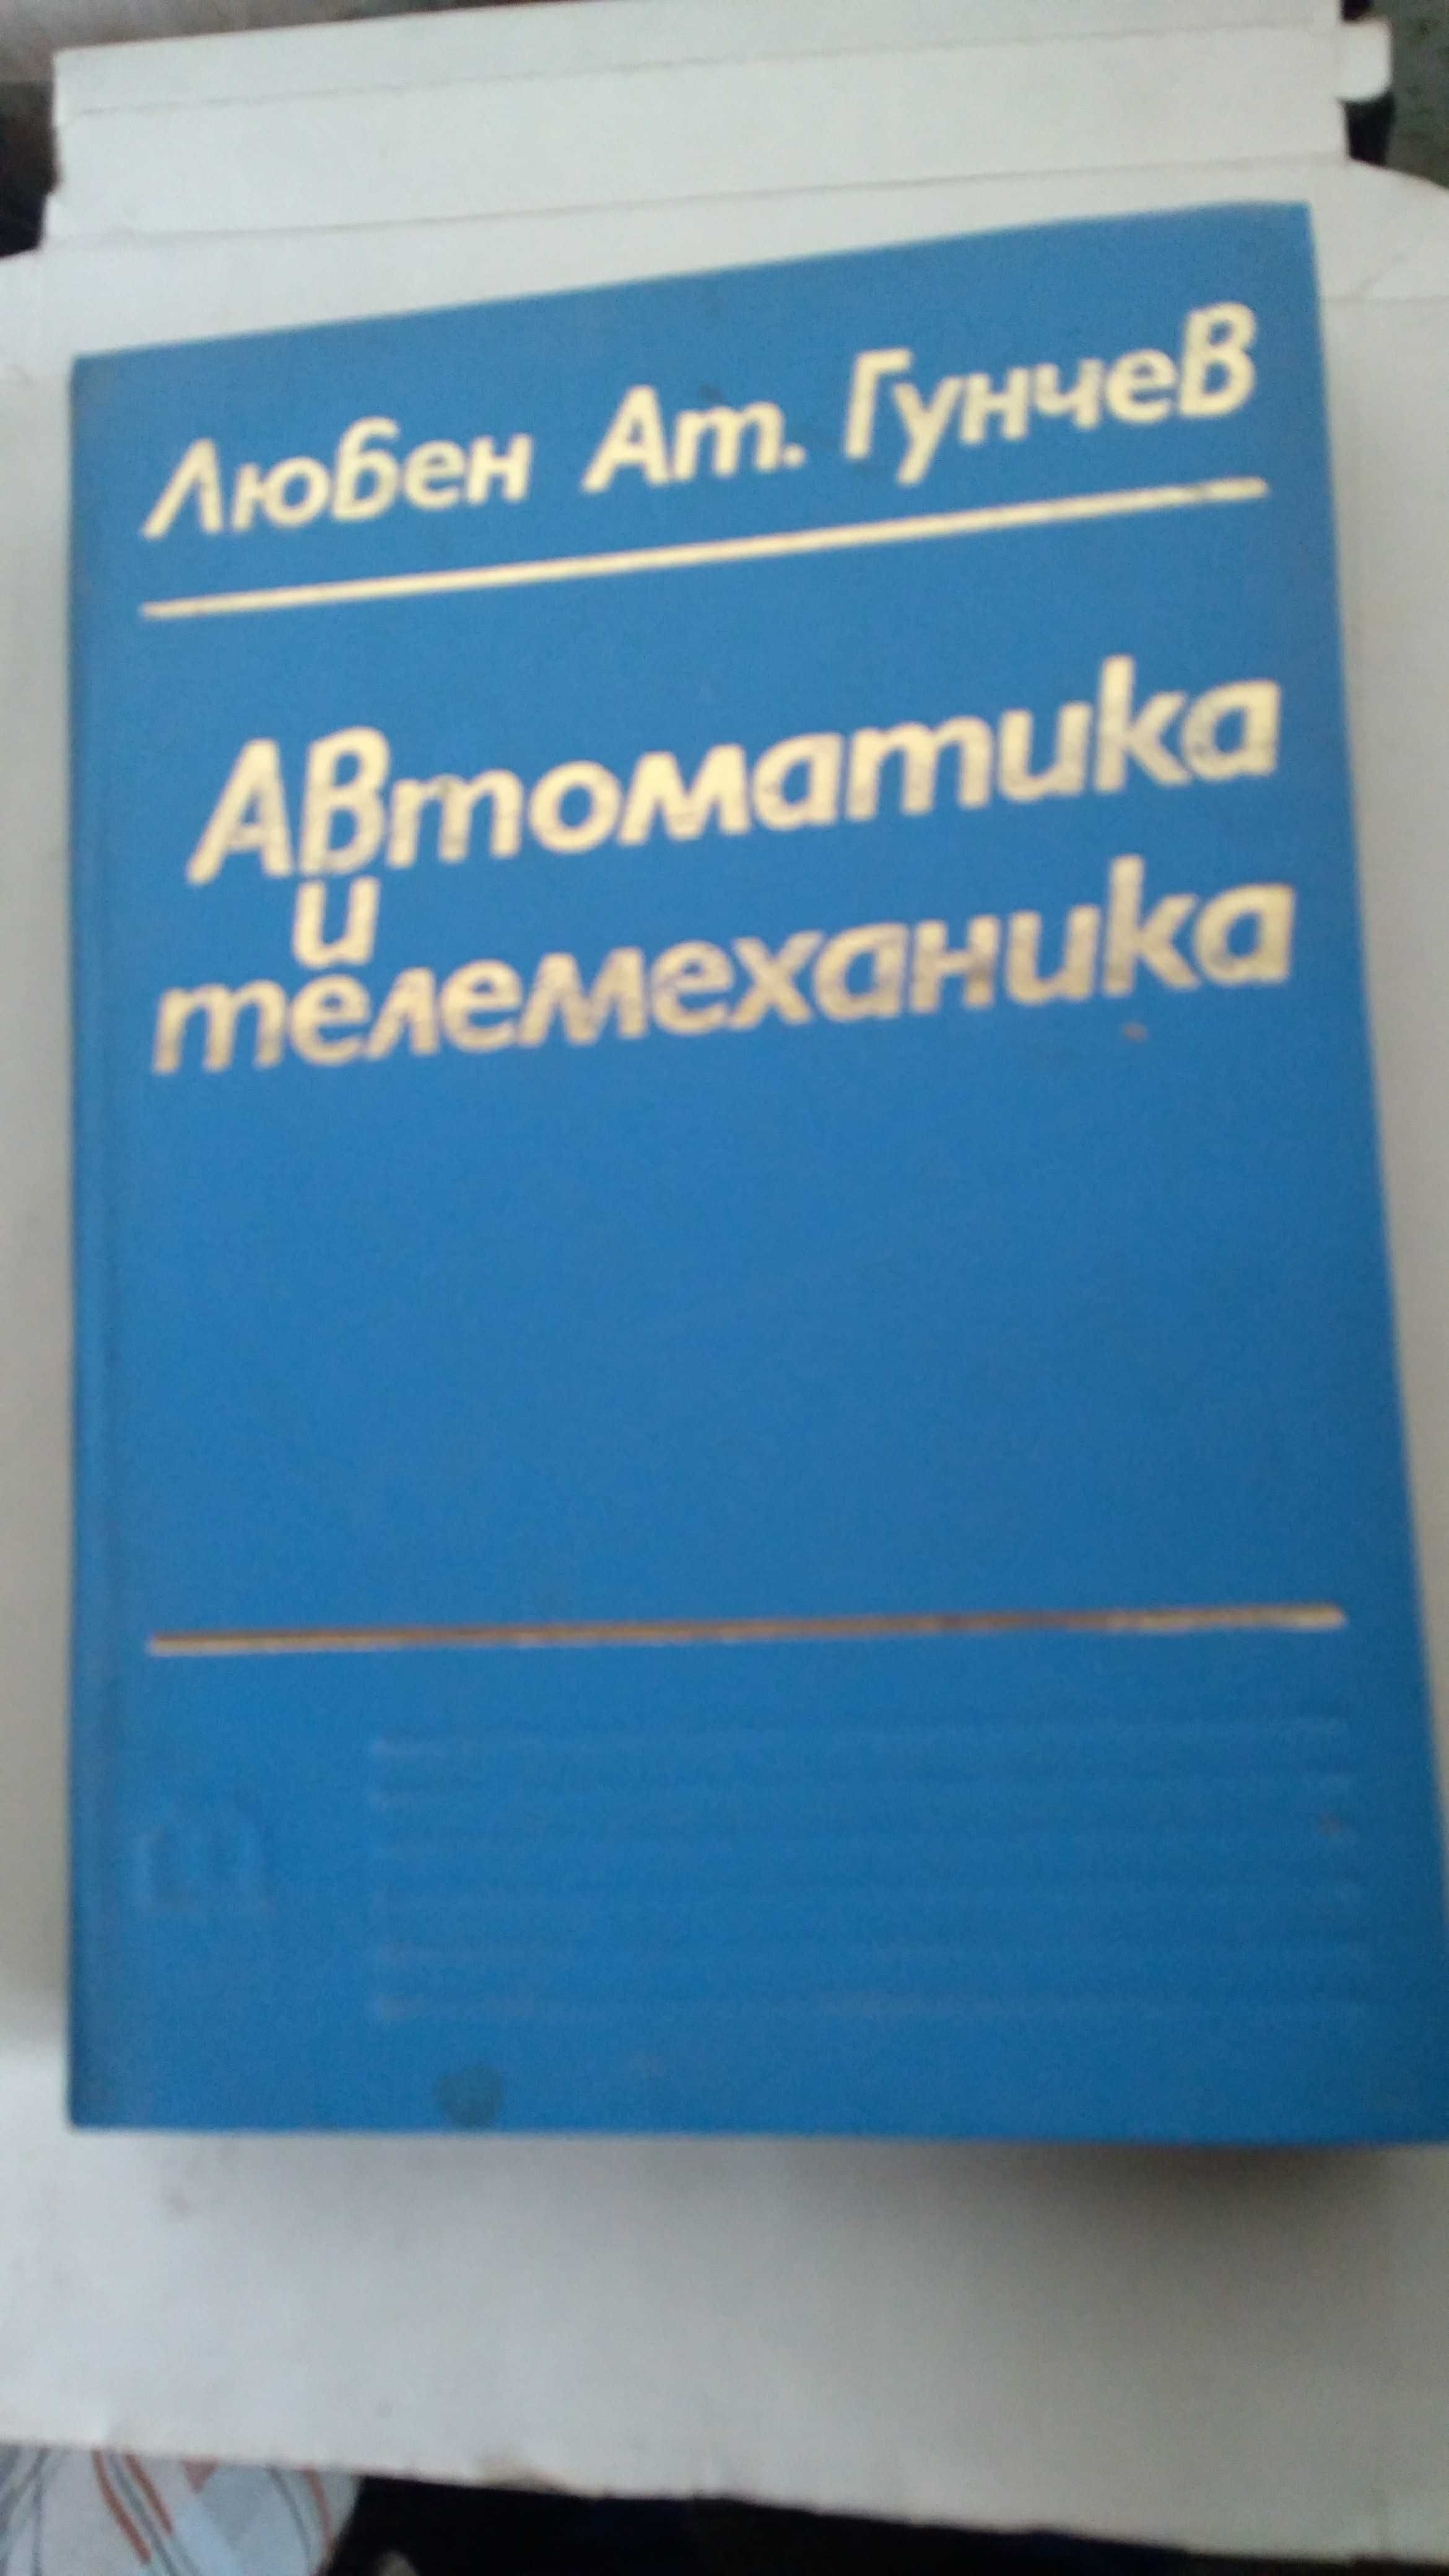 Любен Ат. Гунчев
Автоматика
и
телемеханика